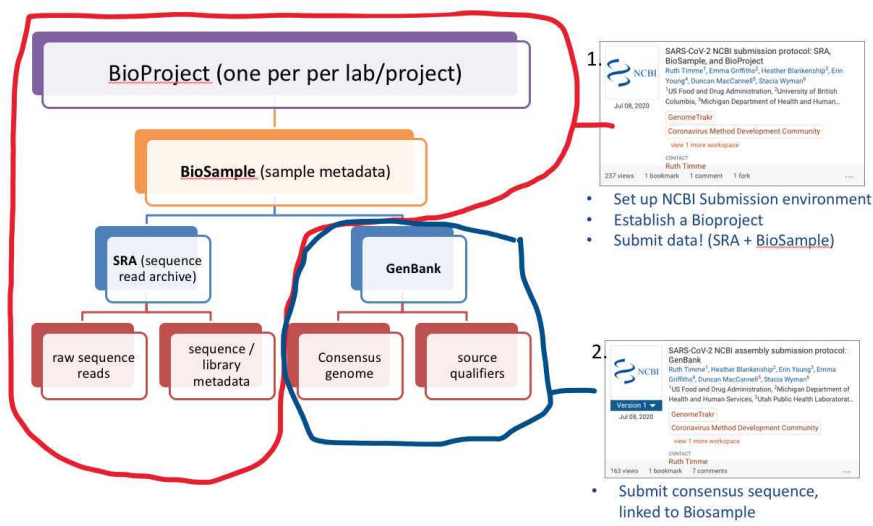 BioProject (one per per lab/project)
BioSample (sample metadata)
SRA (sequence
read archive)
GenBank
raw sequence
reads
sequence /
library
metadata
Consensus
genome
source
qualifiers
1.
NCBI
Jul 08, 2020
SARS-CoV-2 NCBI submission protocol: SRA,
BioSample, and BioProject
Ruth Timme1, Emma Griffiths2, Heather Blankenship3, Erin
Young4, Duncan MacCannell5, Stacia Wyman6
1US Food and Drug Administration, 2University of British
Columbia, 3Michigan Department of Health and Human...
GenomeTrakr
Coronavirus Method Development Community
view 1 more workspace
CONTACT
Ruth Timme
237 views 1 bookmark 1 comment 1 fork ...
• Set up NCBI Submission environment
• Establish a Bioproject
• Submit data! (SRA + BioSample)
2.
NCBI
Version 1
Jul 08, 2020
SARS-CoV-2 NCBI assembly submission protocol:
GenBank
Ruth Timme1, Heather Blankenship2, Erin Young3, Emma
Griffiths4, Duncan MacCannell5, Stacia Wyman6
1US Food and Drug Administration, 2Michigan Department of
Health and Human Services, 3Utah Public Health Laboratorat...
GenomeTrakr
Coronavirus Method Development Community
view 1 more workspace
CONTACT
Ruth Timme
163 views 1 bookmark 7 comments ...
• Submit consensus sequence,
linked to Biosample